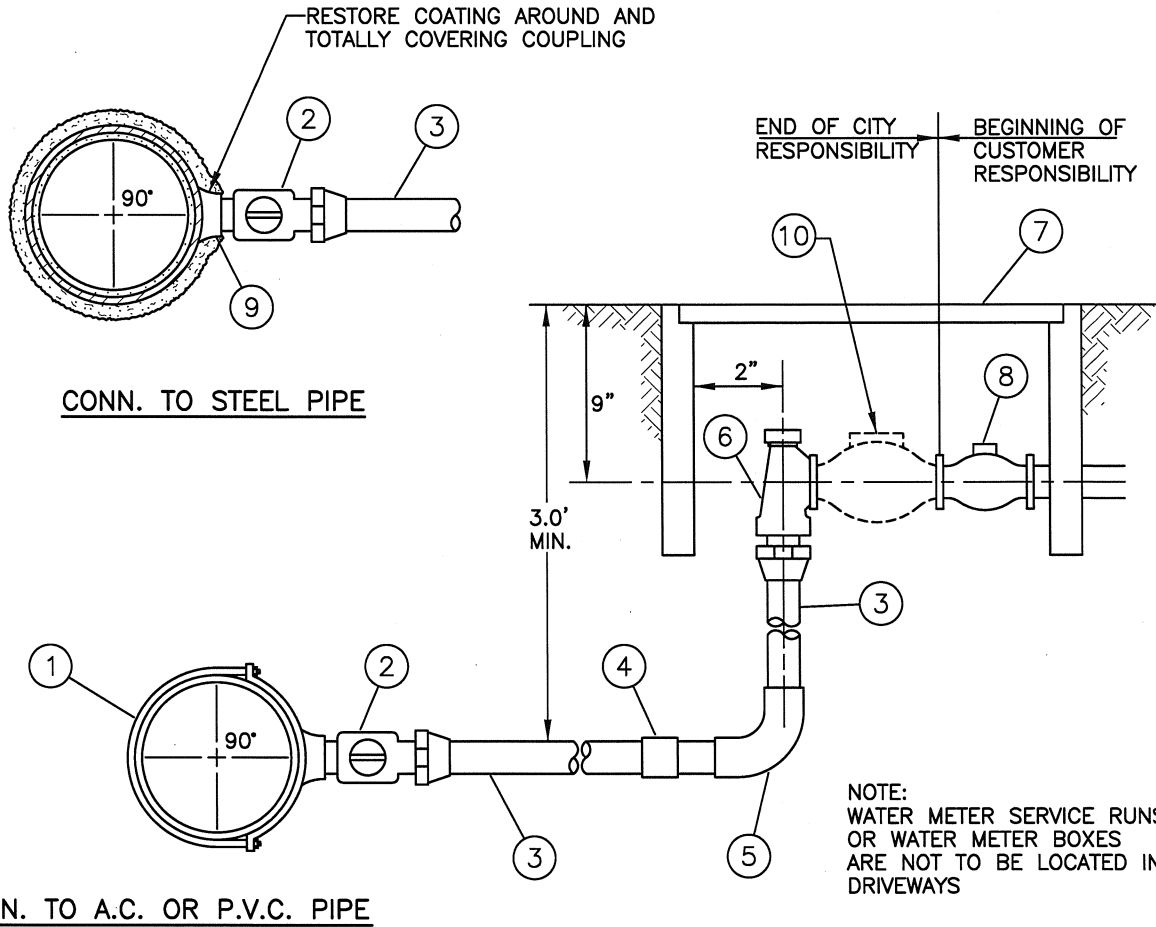 RESTORE COATING AROUND AND
TOTALLY COVERING COUPLING
2
3
90°
9
CONN. TO STEEL PIPE
END OF CITY
RESPONSIBILITY
BEGINNING OF
CUSTOMER
RESPONSIBILITY
10
7
2"
9"
8
6
3.0'
MIN.
3
1
2
4
90°
3
5
NOTE:
WATER METER SERVICE RUNS
OR WATER METER BOXES
ARE NOT TO BE LOCATED IN
DRIVEWAYS
N. TO A.C. OR P.V.C. PIPE